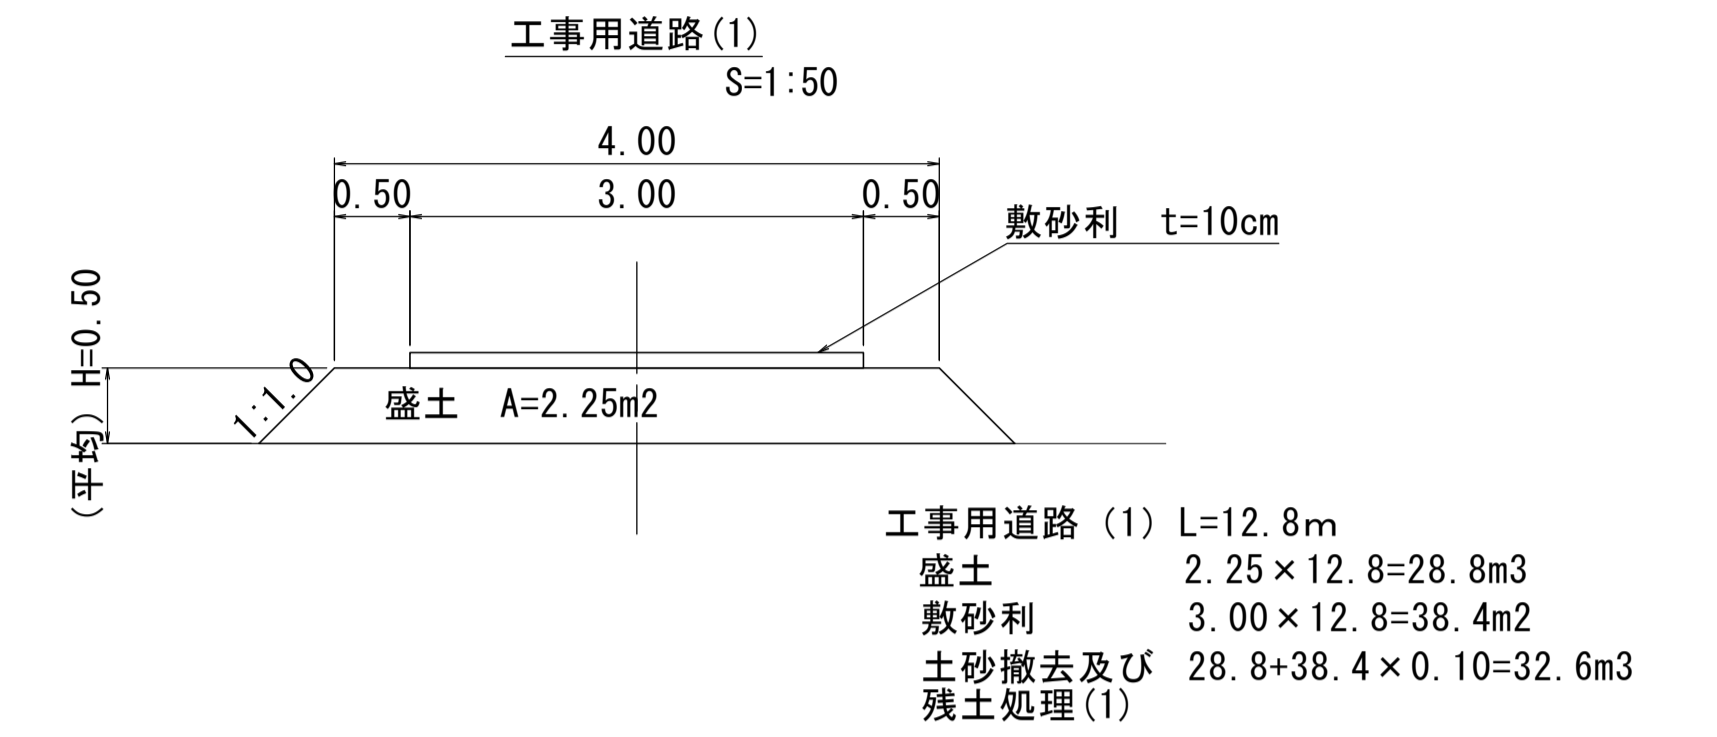 工事用道路(1)
S=1:50
4.00
0.50 3.00 0.50
敷砂利 t=10cm
(平均) H=0.50
1:1.0
盛土 A=2.25m2
工事用道路 (1) L=12.8m
盛土 2.25×12.8=28.8m3
敷砂利 3.00×12.8=38.4m2
土砂撤去及び 28.8+38.4×0.10=32.6m3
残土処理(1)